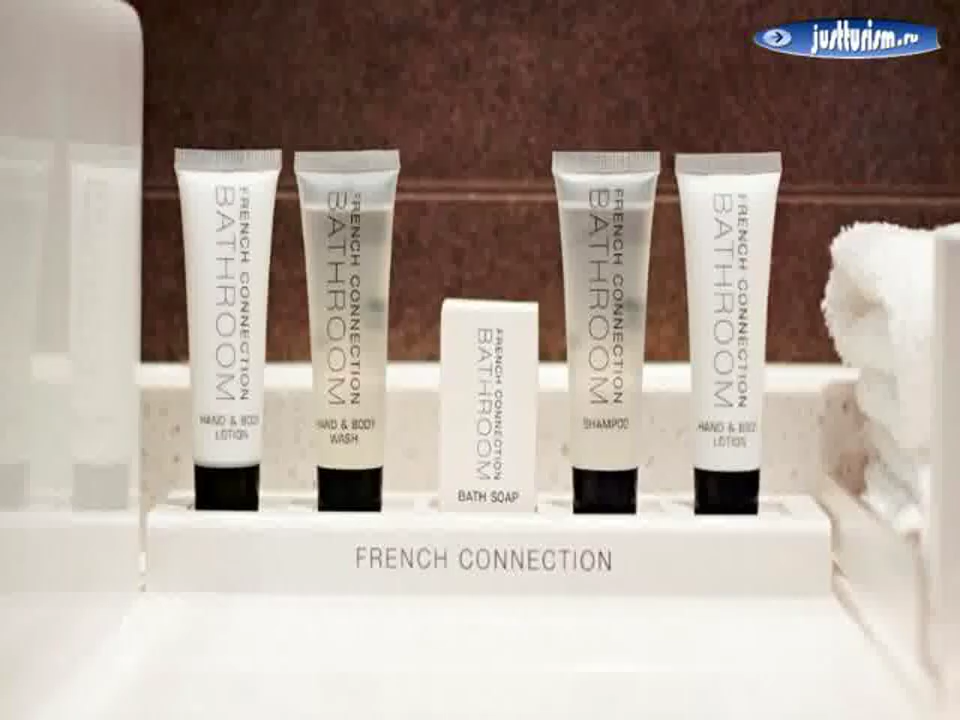 justturism.ru
FRENCH CONNECTION
BATHROOM
HAND & BODY
LOTION
FRENCH CONNECTION
BATHROOM
HAND & BODY
WASH
FRENCH CONNECTION
BATHROOM
BATH SOAP
FRENCH CONNECTION
BATHROOM
SHAMPOO
FRENCH CONNECTION
BATHROOM
HAND & BODY
LOTION
FRENCH CONNECTION